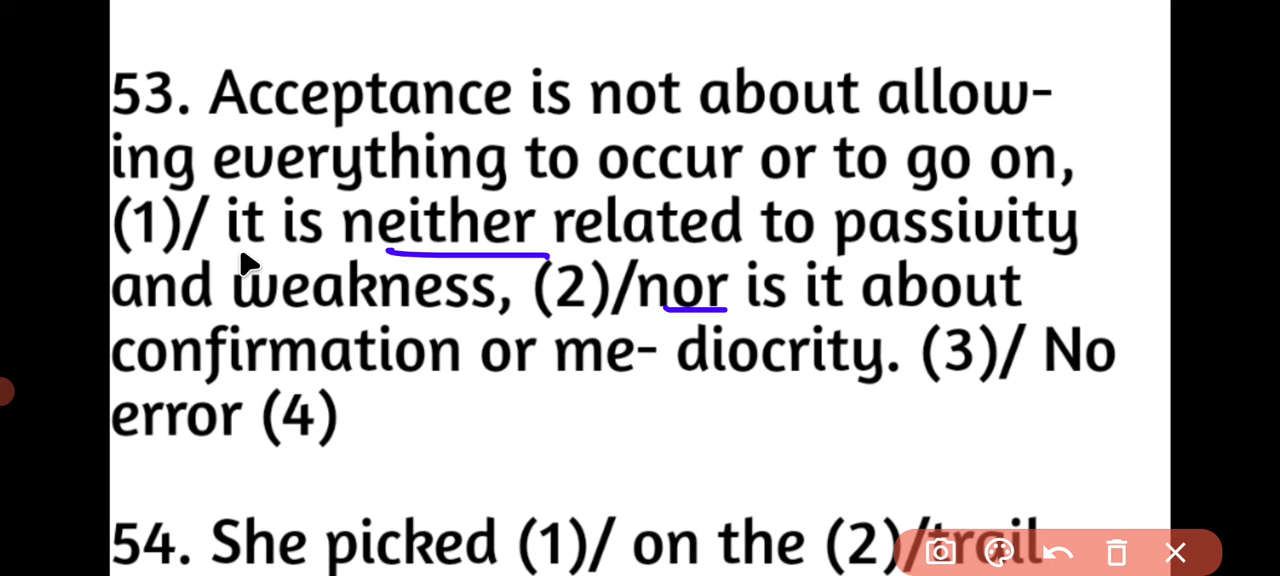 53. Acceptance is not about allow-
ing everything to occur or to go on,
(1)/ it is neither related to passivity
and weakness, (2)/nor is it about
confirmation or me- diocrity. (3)/ No
error (4)
54. She picked (1)/ on the (2)/trail